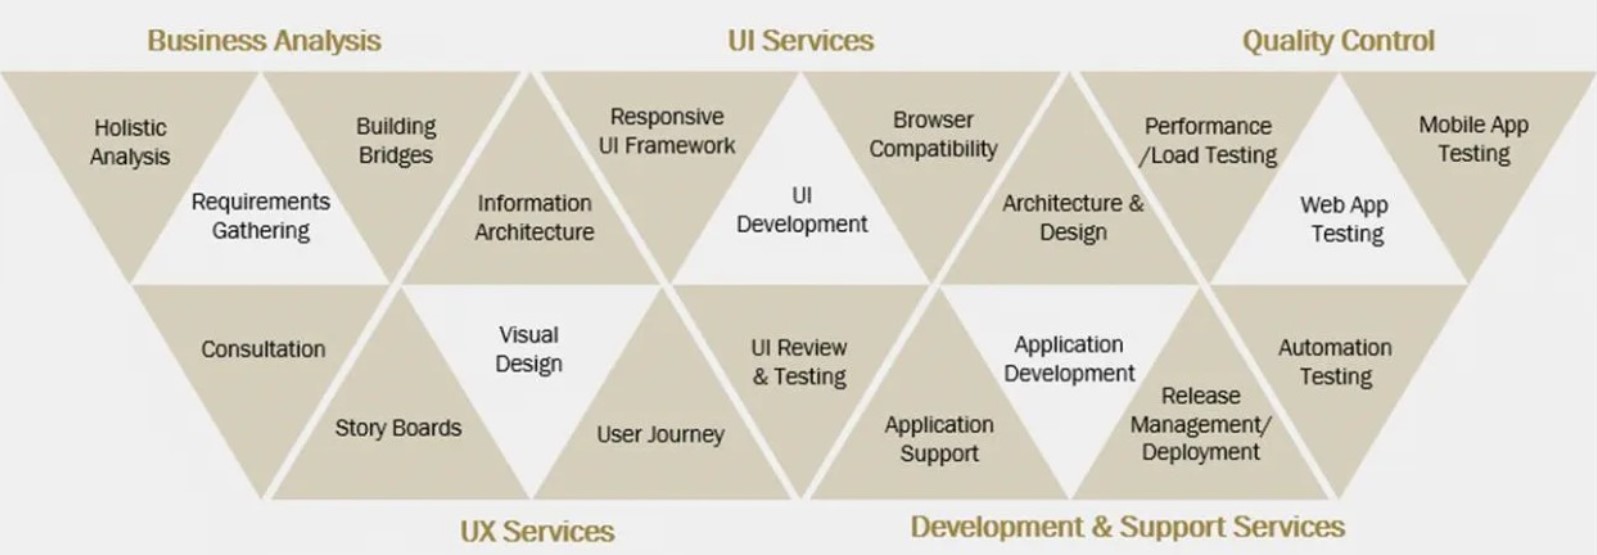 Business Analysis
UI Services
Quality Control
Holistic
Analysis
Requirements
Gathering
Building
Bridges
Information
Architecture
Responsive
UI Framework
UI
Development
Browser
Compatibility
Architecture &
Design
Performance
/Load Testing
Web App
Testing
Mobile App
Testing
Consultation
Story Boards
Visual
Design
User Journey
UI Review
& Testing
Application
Support
Application
Development
Release
Management/
Deployment
Automation
Testing
UX Services
Development & Support Services